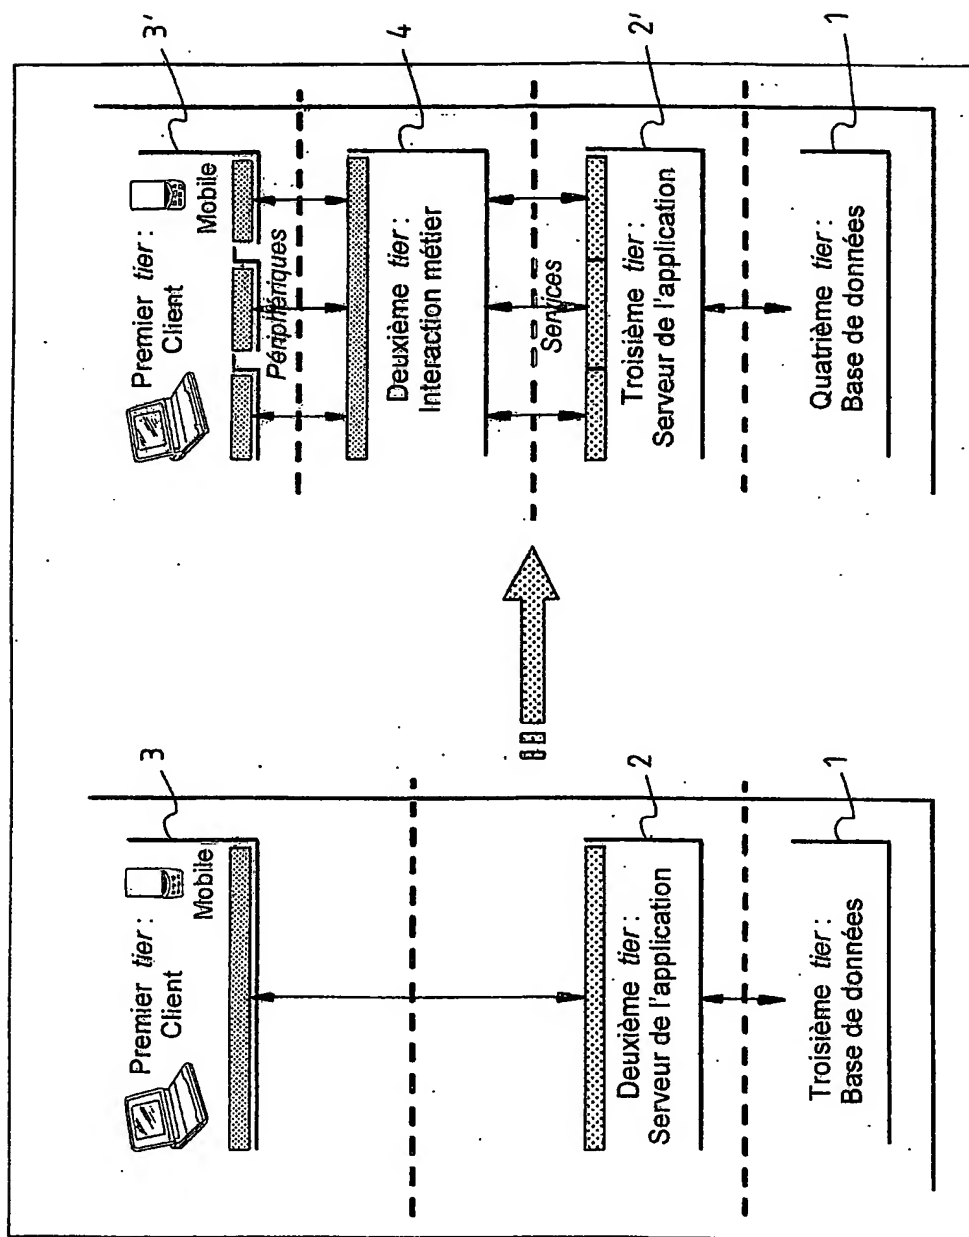 3
Premier tier :
Client
Mobile
2
Deuxième tier :
Serveur de l'application
1
Troisième tier :
Base de données
3'
Premier tier :
Client
Mobile
Périphériques
4
Deuxième tier :
Interaction métier
Services
2'
Troisième tier :
Serveur de l'application
1
Quatrième tier :
Base de données